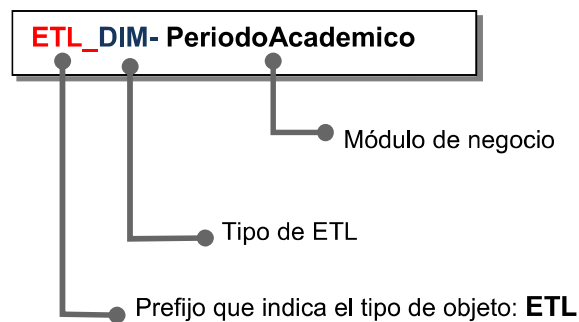 ETL_DIM- PeriodoAcademico
Módulo de negocio
Tipo de ETL
Prefijo que indica el tipo de objeto: ETL